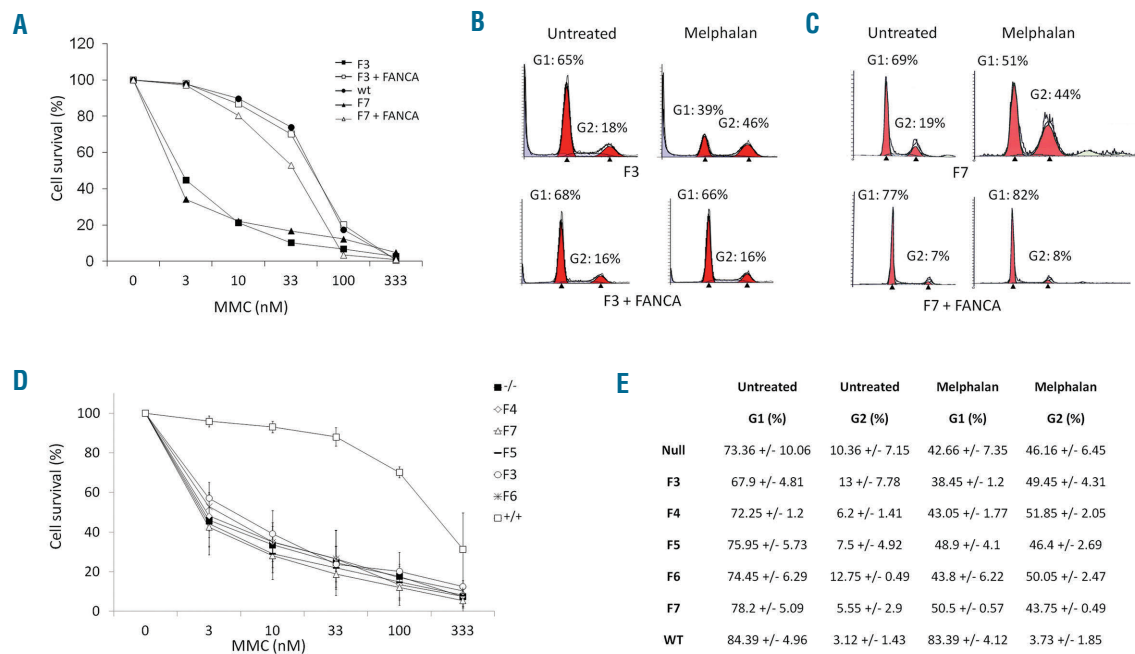 A
120
100
80
60
40
20
0
Cell survival (%)
0 3 10 33 100 333
MMC (nM)
F3
F3 + FANCA
wt
F7
F7 + FANCA
B
Untreated Melphalan
G1: 65%
G2: 18%
G1: 39%
G2: 46%
F3
G1: 68%
G2: 16%
G1: 66%
G2: 16%
F3 + FANCA
C
Untreated Melphalan
G1: 69%
G2: 19%
G1: 51%
G2: 44%
F7
G1: 77%
G2: 7%
G1: 82%
G2: 8%
F7 + FANCA
D
100
80
60
40
20
0
Cell survival (%)
0 3 10 33 100 333
MMC (nM)
-/-
F4
F7
F5
F3
F6
+/+
E
Untreated Untreated Melphalan Melphalan
G1 (%) G2 (%) G1 (%) G2 (%)
Null 73.36 +/- 10.06 10.36 +/- 7.15 42.66 +/- 7.35 46.16 +/- 6.45
F3 67.9 +/- 4.81 13 +/- 7.78 38.45 +/- 1.2 49.45 +/- 4.31
F4 72.25 +/- 1.2 6.2 +/- 1.41 43.05 +/- 1.77 51.85 +/- 2.05
F5 75.95 +/- 5.73 7.5 +/- 4.92 48.9 +/- 4.1 46.4 +/- 2.69
F6 74.45 +/- 6.29 12.75 +/- 0.49 43.8 +/- 6.22 50.05 +/- 2.47
F7 78.2 +/- 5.09 5.55 +/- 2.9 50.5 +/- 0.57 43.75 +/- 0.49
WT 84.39 +/- 4.96 3.12 +/- 1.43 83.39 +/- 4.12 3.73 +/- 1.85